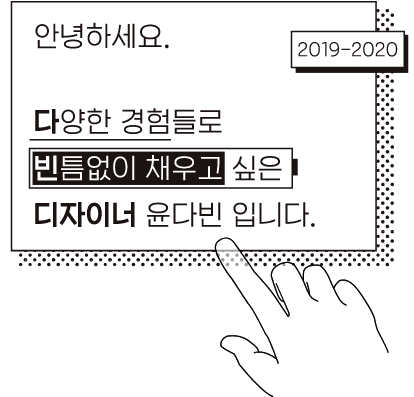 안녕하세요.
2019-2020
다양한 경험들로
빈틈없이 채우고 싶은
디자이너 윤다빈 입니다.